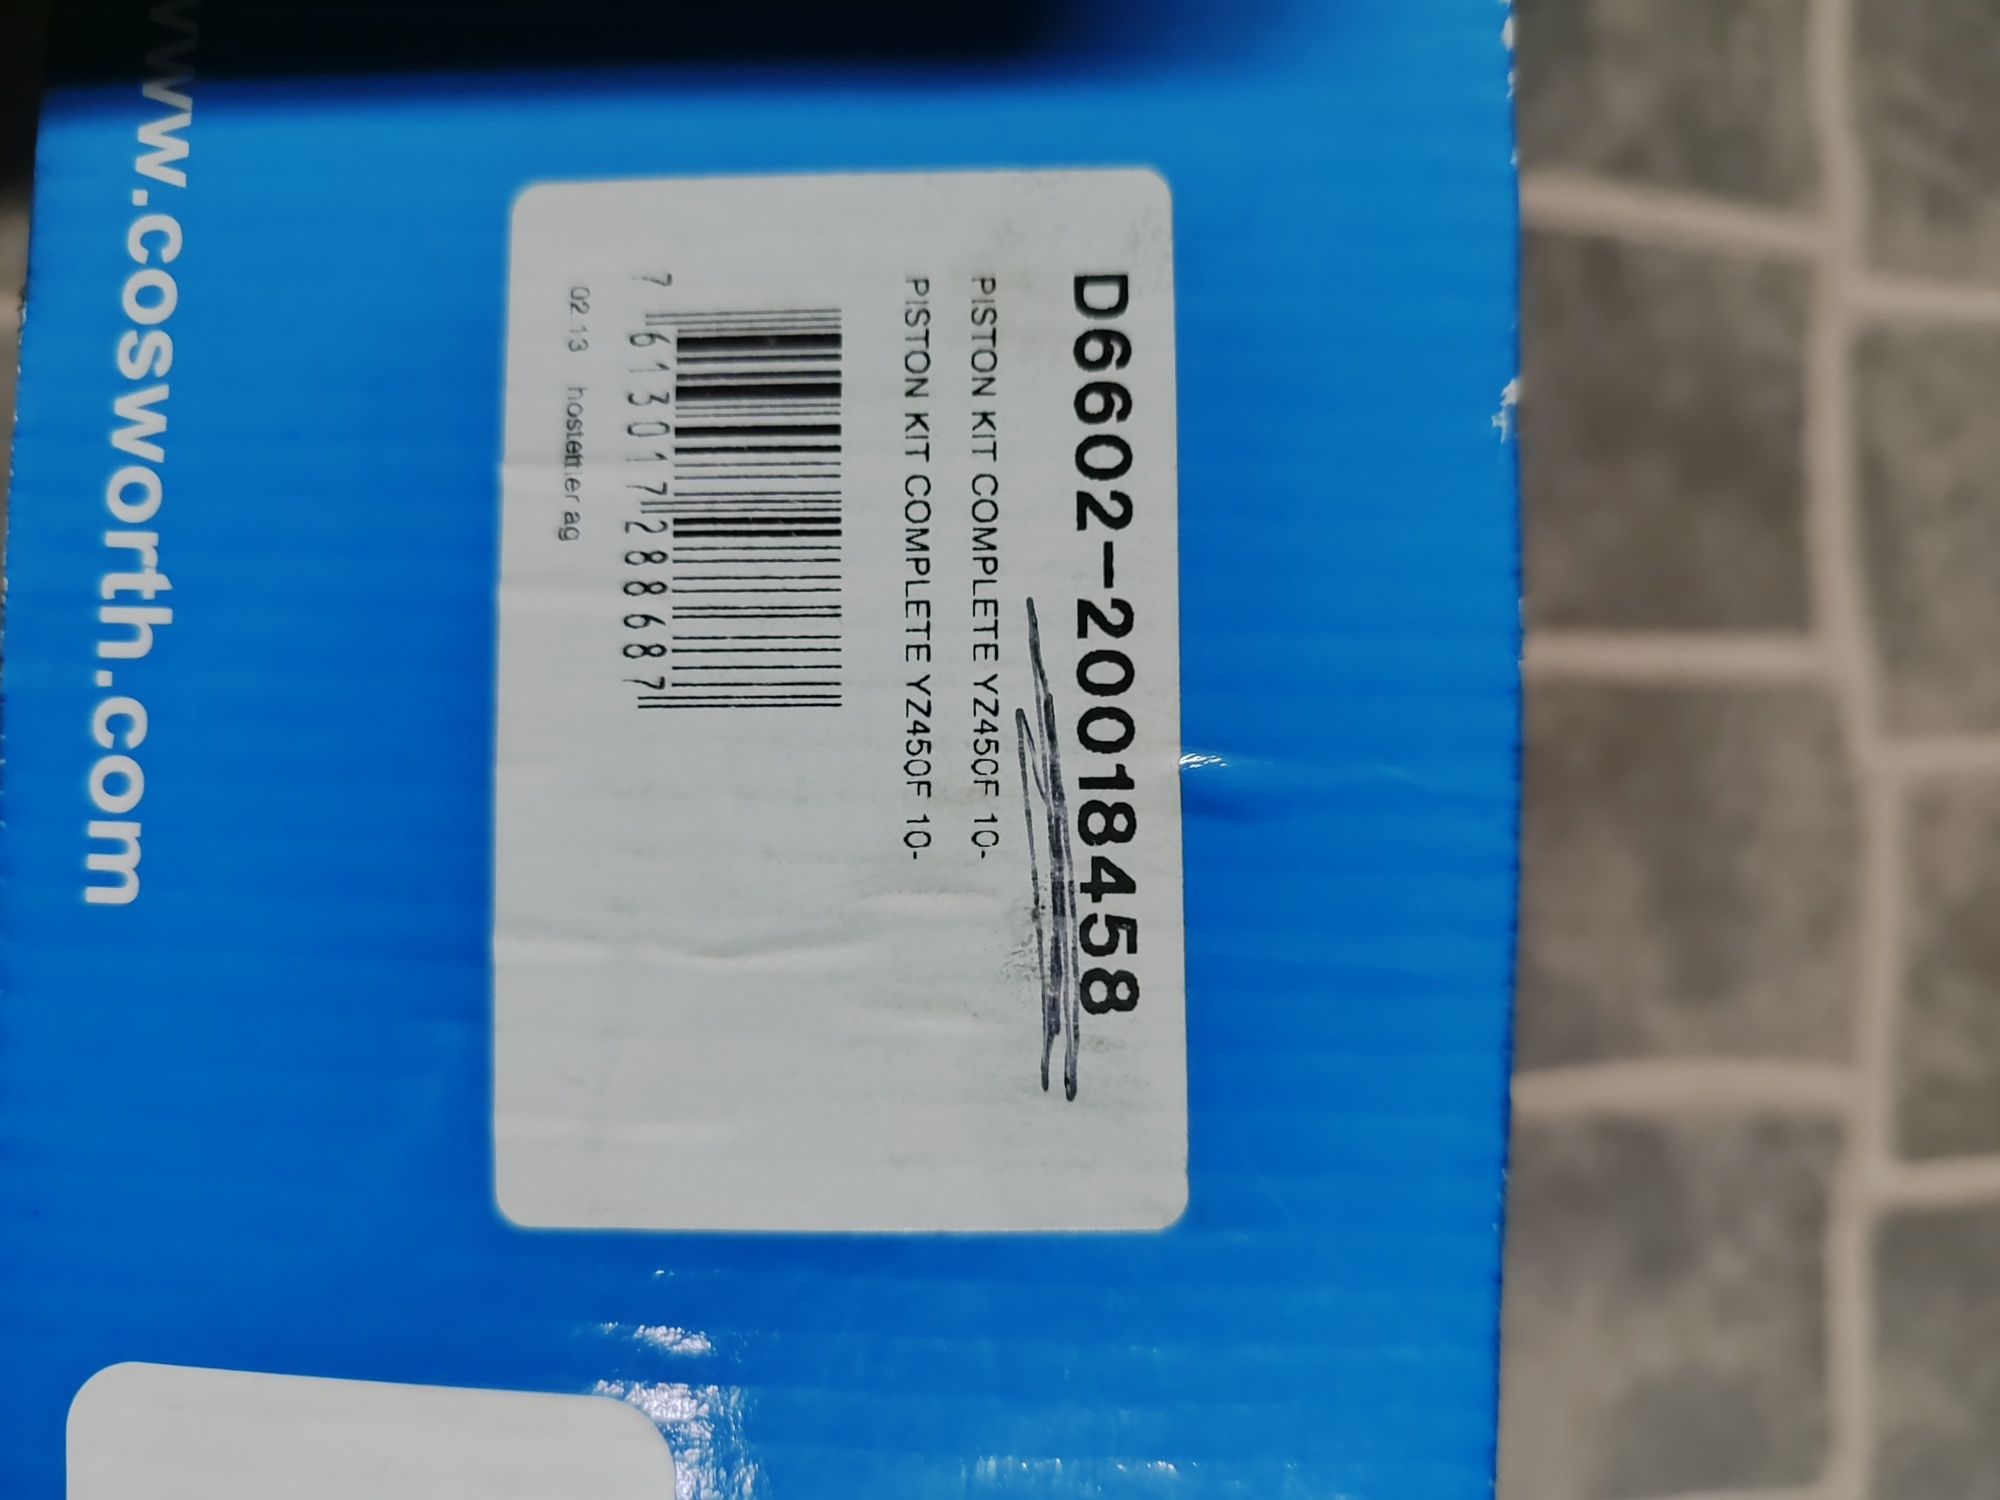 D6602-20018458
PISTON KIT COMPLETE YZ450F 10-
PISTON KIT COMPLETE YZ450F 10-
7 613017 288687
02 13 hostettler ag
www.cosworth.com